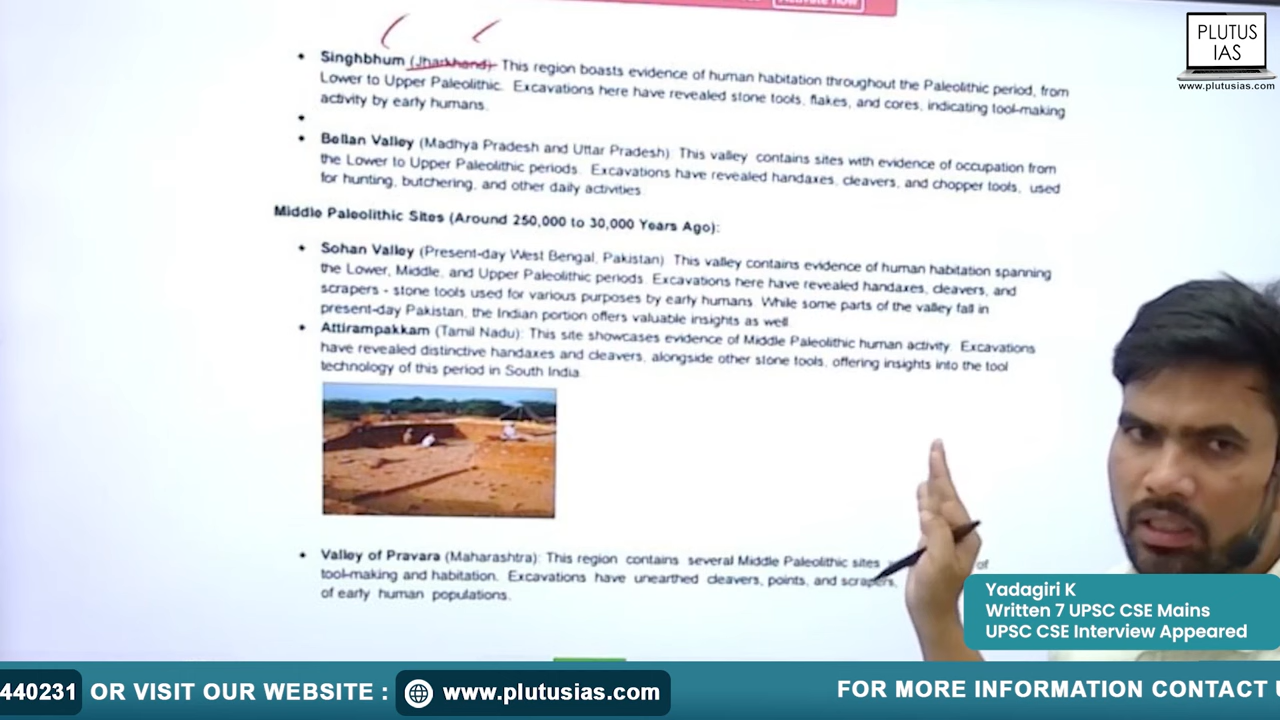 Activate now
PLUTUS
IAS
www.plutusias.com
• Singhbhum (Jharkhand) This region boasts evidence of human habitation throughout the Paleolithic period, from
Lower to Upper Paleolithic. Excavations here have revealed stone tools, flakes, and cores, indicating tool-making
activity by early humans.
•
• Bellan Valley (Madhya Pradesh and Uttar Pradesh) This valley contains sites with evidence of occupation from
the Lower to Upper Paleolithic periods. Excavations have revealed handaxes, cleavers, and chopper tools, used
for hunting, butchering, and other daily activities
Middle Paleolithic Sites (Around 250,000 to 30,000 Years Ago):
• Sohan Valley (Present-day West Bengal, Pakistan) This valley contains evidence of human habitation spanning
the Lower, Middle, and Upper Paleolithic periods. Excavations here have revealed handaxes, cleavers, and
scrapers - stone tools used for various purposes by early humans. While some parts of the valley fall in
present-day Pakistan, the Indian portion offers valuable insights as well.
• Attirampakkam (Tamil Nadu): This site showcases evidence of Middle Paleolithic human activity. Excavations
have revealed distinctive handaxes and cleavers, alongside other stone tools, offering insights into the tool
technology of this period in South India.
• Valley of Pravara (Maharashtra): This region contains several Middle Paleolithic sites of
tool-making and habitation. Excavations have unearthed cleavers, points, and scrapers,
of early human populations.
Yadagiri K
Written 7 UPSC CSE Mains
UPSC CSE Interview Appeared
440231 OR VISIT OUR WEBSITE : www.plutusias.com FOR MORE INFORMATION CONTACT U